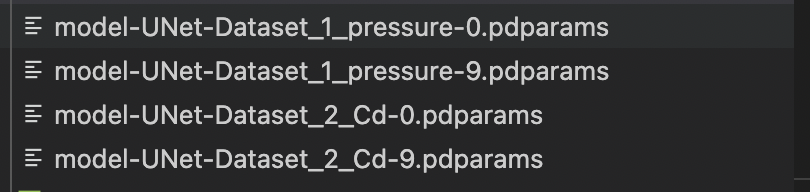 model-UNet-Dataset_1_pressure-0.pdparams
model-UNet-Dataset_1_pressure-9.pdparams
model-UNet-Dataset_2_Cd-0.pdparams
model-UNet-Dataset_2_Cd-9.pdparams